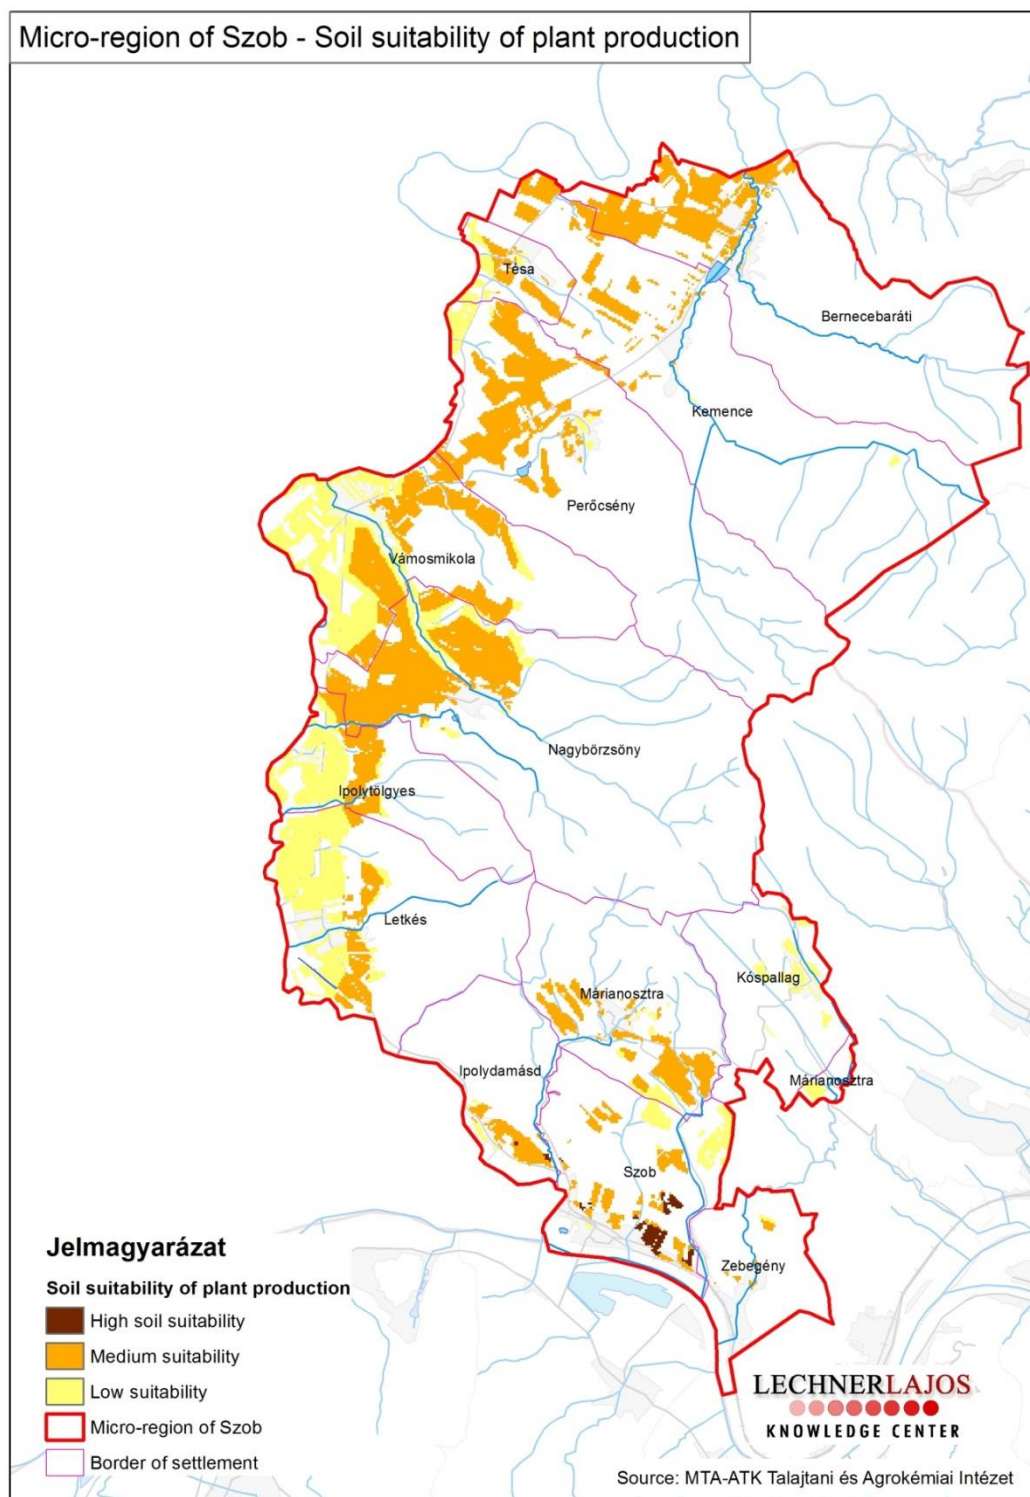 Micro-region of Szob - Soil suitability of plant production
Tésa
Bernecebaráti
Kemence
Perőcsény
Vámosmikola
Nagybörzsöny
Ipolytölgyes
Letkés
Kóspallag
Márianosztra
Ipolydamásd
Márianosztra
Szob
Zebegény
Jelmagyarázat
Soil suitability of plant production
High soil suitability
Medium suitability
Low suitability
Micro-region of Szob
Border of settlement
LECHNERLAJOS
KNOWLEDGE CENTER
Source: MTA-ATK Talajtani és Agrokémiai Intézet